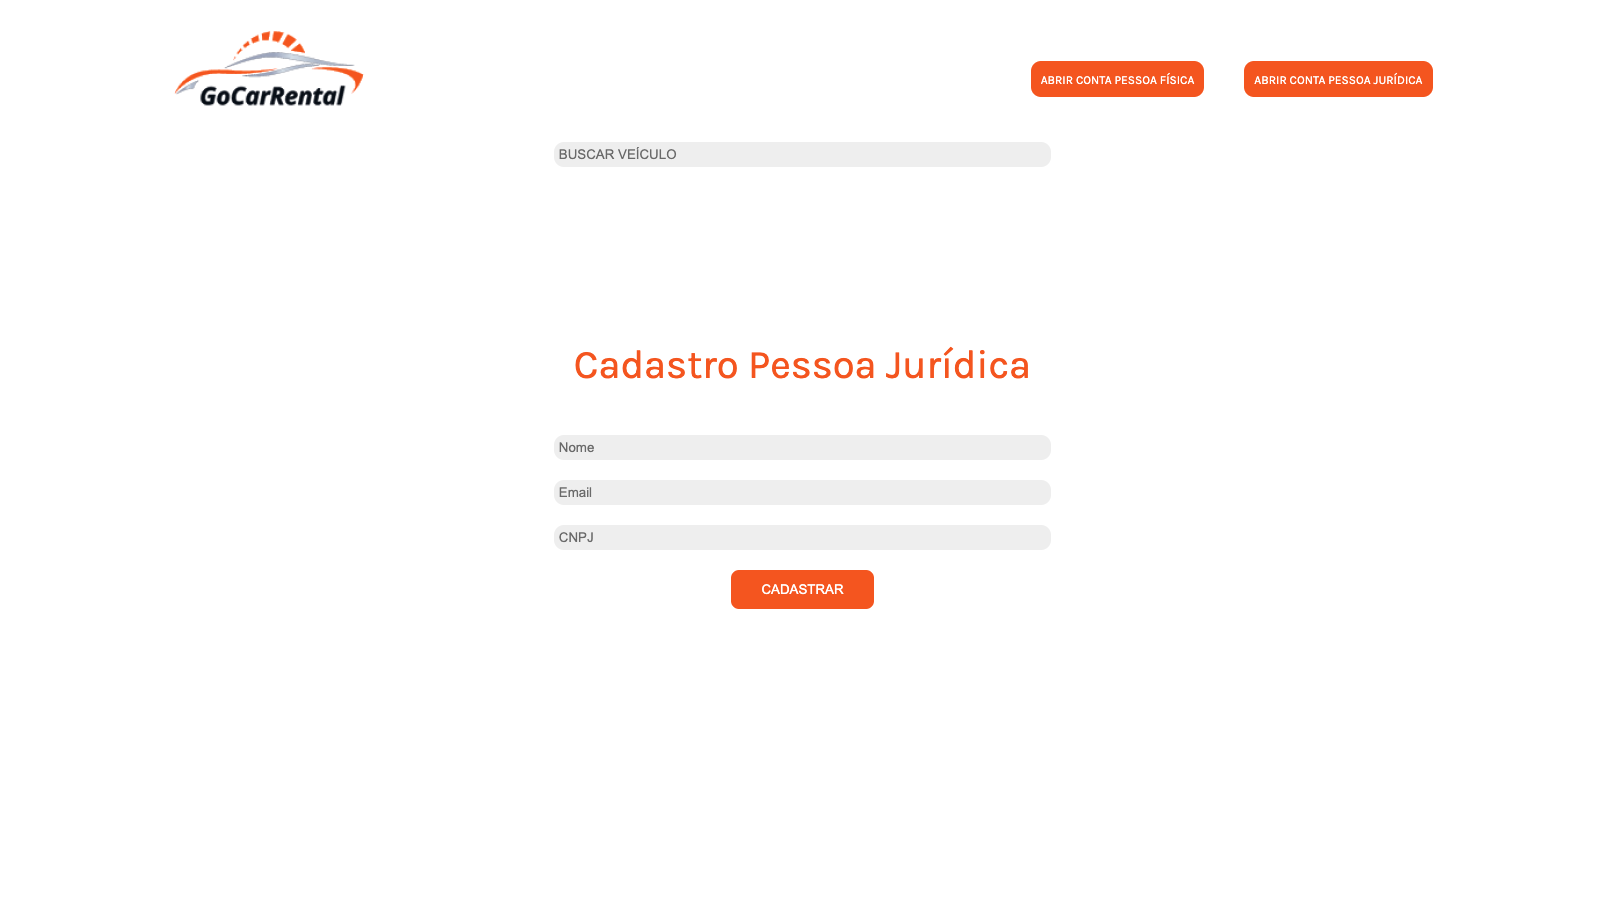 GoCarRental
ABRIR CONTA PESSOA FÍSICA
ABRIR CONTA PESSOA JURÍDICA
BUSCAR VEÍCULO
Cadastro Pessoa Jurídica
Nome
Email
CNPJ
CADASTRAR